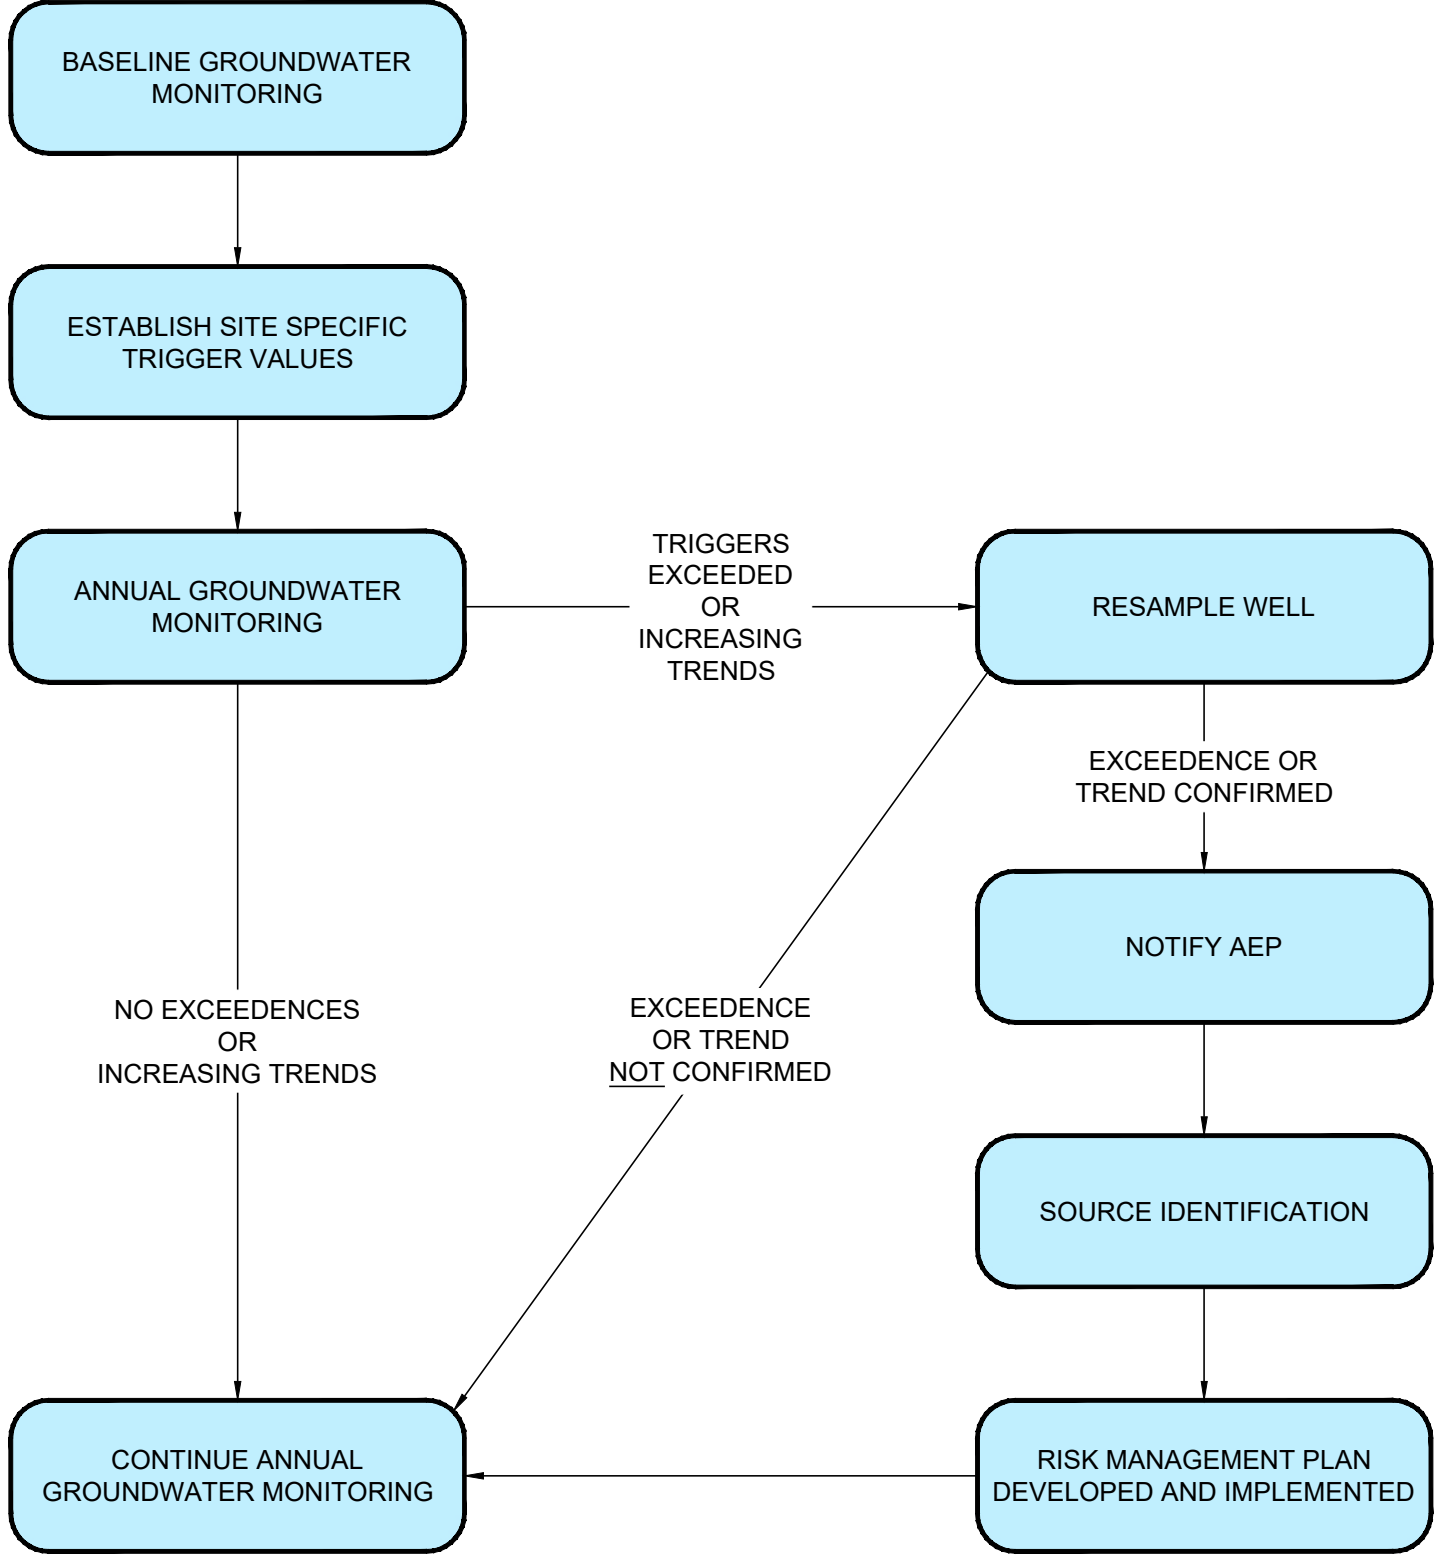 BASELINE GROUNDWATER
MONITORING
ESTABLISH SITE SPECIFIC
TRIGGER VALUES
ANNUAL GROUNDWATER
MONITORING
TRIGGERS
EXCEEDED
OR
INCREASING
TRENDS
RESAMPLE WELL
EXCEEDENCE OR
TREND CONFIRMED
NOTIFY AEP
NO EXCEEDENCES
OR
INCREASING TRENDS
EXCEEDENCE
OR TREND
NOT CONFIRMED
SOURCE IDENTIFICATION
CONTINUE ANNUAL
GROUNDWATER MONITORING
RISK MANAGEMENT PLAN
DEVELOPED AND IMPLEMENTED